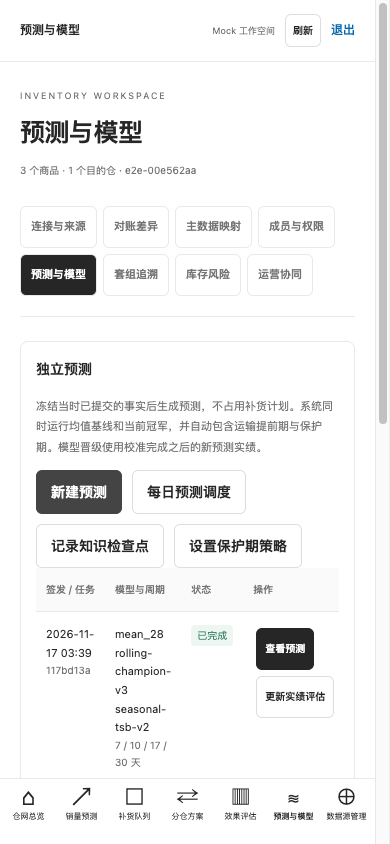 预测与模型
Mock 工作空间
刷新
退出
INVENTORY WORKSPACE
预测与模型
3 个商品 · 1 个目的仓 · e2e-00e562aa
连接与来源
对账差异
主数据映射
成员与权限
预测与模型
套组追溯
库存风险
运营协同
独立预测
冻结当时已提交的事实后生成预测，不占用补货计划。系统同
时运行均值基线和当前冠军，并自动包含运输提前期与保护
期。模型晋级使用校准完成之后的新预测实绩。
新建预测
每日预测调度
记录知识检查点
设置保护期策略
签发 / 任务
模型与周期
状态
操作
2026-11-
17 03:39
117bd13a
mean_28
rolling-
champion-
v3
seasonal-
tsb-v2
7 / 10 / 17 /
30 天
已完成
查看预测
更新实绩评估
仓网总览
销量预测
补货队列
分仓方案
效果评估
预测与模型
数据源管理